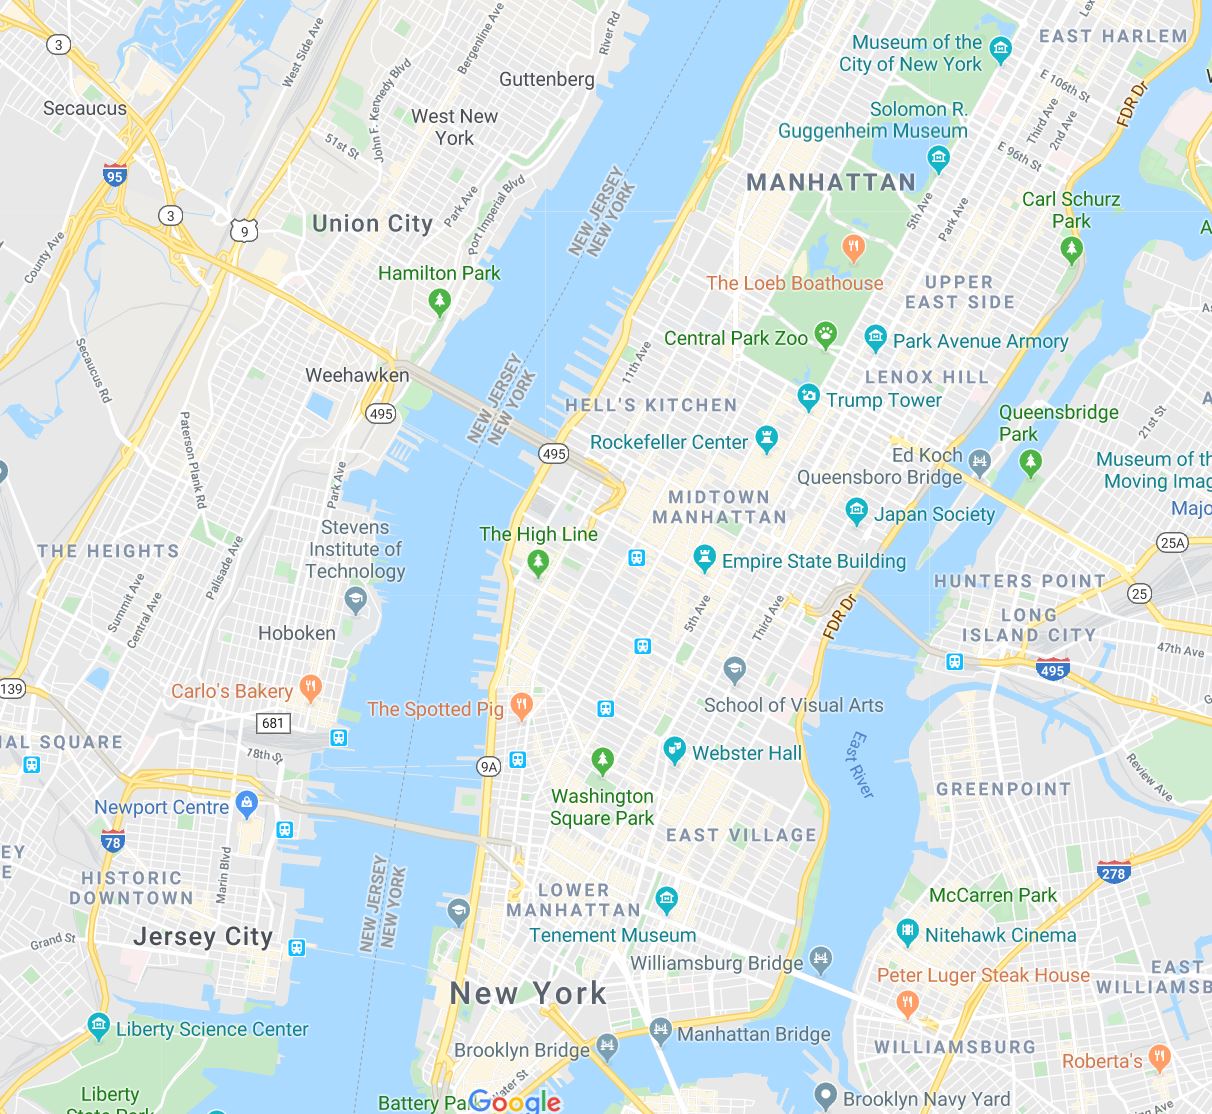 3
Secaucus
West Side Ave
Bergenline Ave
River Rd
Guttenberg
John F. Kennedy Blvd
West New
York
51st St
95
3
9
Union City
Park Ave
Port Imperial Blvd
County Ave
Hamilton Park
Secaucus Rd
Weehawken
495
NEW JERSEY
NEW YORK
NEW JERSEY
NEW YORK
Museum of the
City of New York
EAST HARLEM
E 106th St
Third Ave
2nd Ave
FDR Dr
Solomon R.
Guggenheim Museum
E 96th St
MANHATTAN
5th Ave
Park Ave
Carl Schurz
Park
The Loeb Boathouse
UPPER
EAST SIDE
Central Park Zoo
Park Avenue Armory
11th Ave
LENOX HILL
HELL'S KITCHEN
Trump Tower
Queensbridge
Park
21st St
Rockefeller Center
495
Ed Koch
Queensboro Bridge
Museum of th
Moving Imag
Majo
MIDTOWN
MANHATTAN
Japan Society
Paterson Plank Rd
Park Ave
Stevens
Institute of
Technology
THE HEIGHTS
Palisade Ave
Summit Ave
Central Ave
Hoboken
The High Line
Empire State Building
25A
25
HUNTERS POINT
LONG
ISLAND CITY
47th Ave
495
5th Ave
Third Ave
FDR Dr
139
Carlo's Bakery
681
The Spotted Pig
School of Visual Arts
AL SQUARE
18th St
9A
Webster Hall
East River
Review Ave
Newport Centre
78
Washington
Square Park
GREENPOINT
EAST VILLAGE
278
Marin Blvd
HISTORIC
DOWNTOWN
NEW JERSEY
NEW YORK
LOWER
MANHATTAN
McCarren Park
Grand St
Jersey City
Tenement Museum
Nitehawk Cinema
Williamsburg Bridge
Peter Luger Steak House
EAST
WILLIAMSB
New York
Liberty Science Center
Manhattan Bridge
Brooklyn Bridge
WILLIAMSBURG
Roberta's
Liberty
State Park
Battery Pa
Google
Water St
Brooklyn Navy Yard